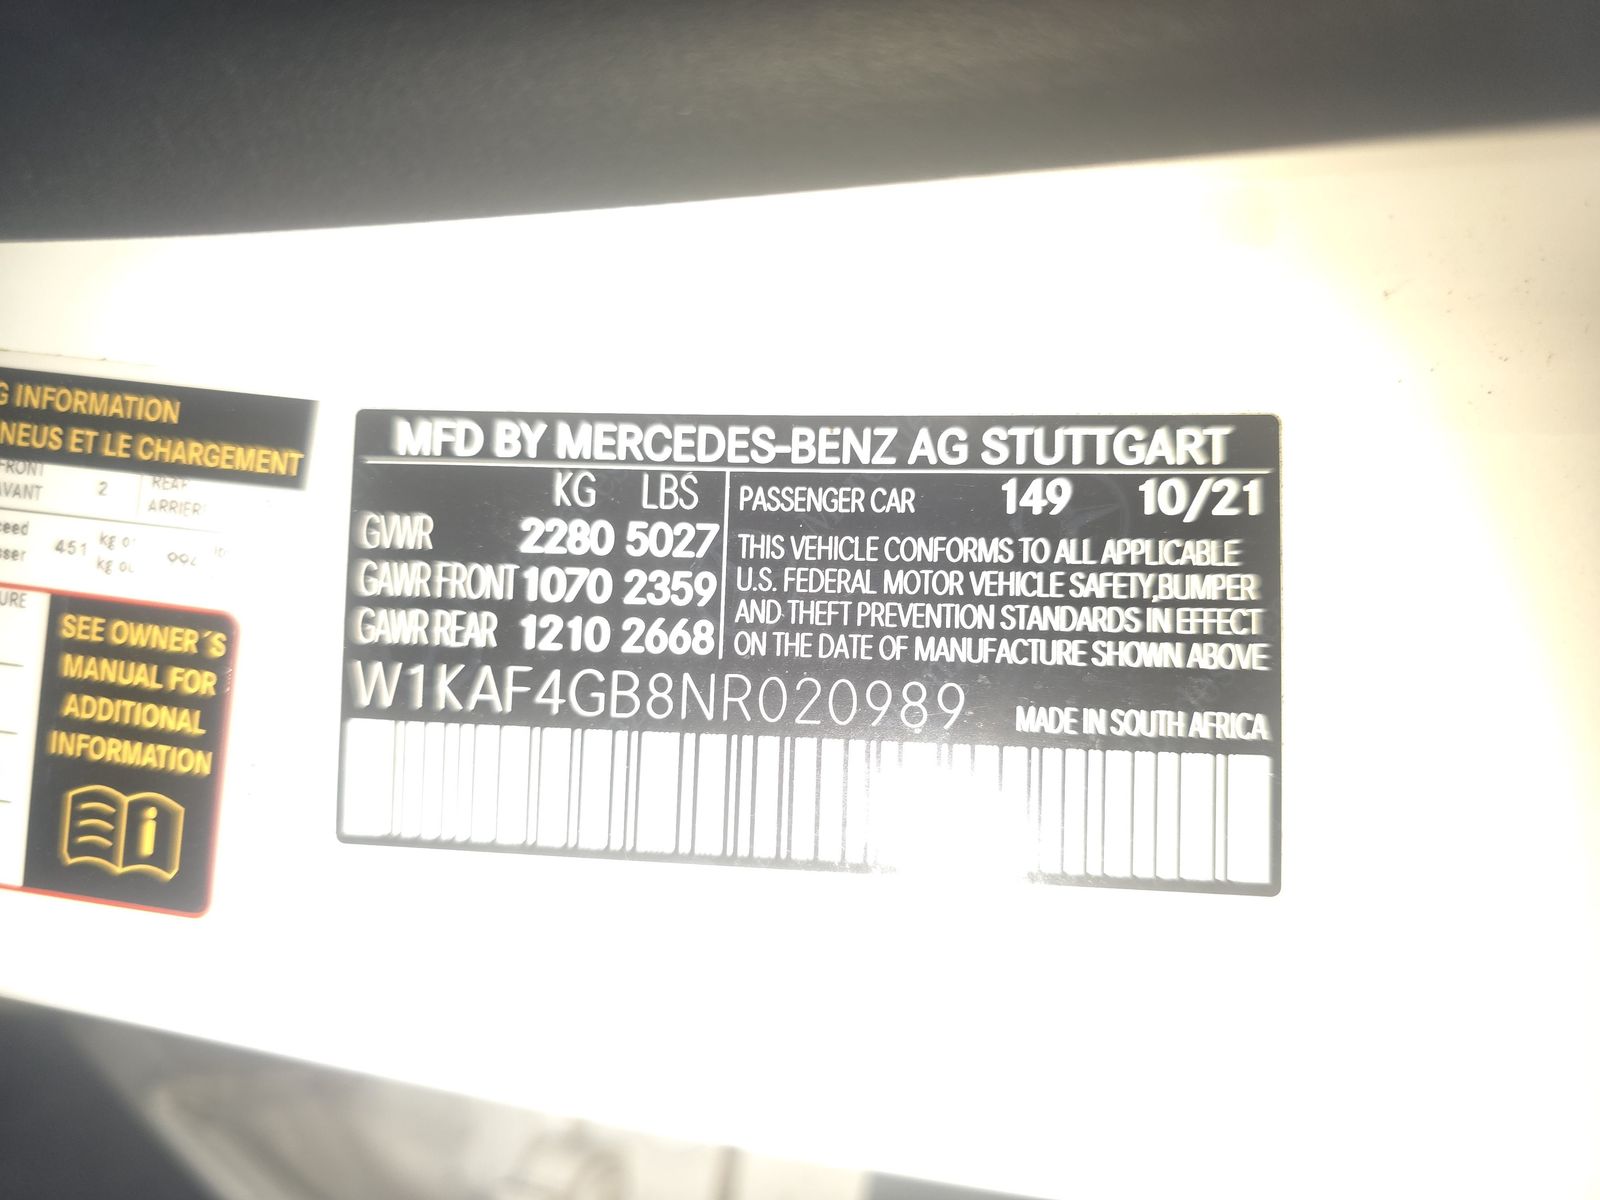 G INFORMATION
NEUS ET LE CHARGEMENT
FRONT
AVANT 2 ARRIER
451 kg
SEE OWNER´S
MANUAL FOR
ADDITIONAL
INFORMATION
MFD BY MERCEDES-BENZ AG STUTTGART
KG LBS
GVWR 2280 5027
GAWR FRONT 1070 2359
GAWR REAR 1210 2668
PASSENGER CAR 149 10/21
THIS VEHICLE CONFORMS TO ALL APPLICABLE
U.S. FEDERAL MOTOR VEHICLE SAFETY,BUMPER
AND THEFT PREVENTION STANDARDS IN EFFECT
ON THE DATE OF MANUFACTURE SHOWN ABOVE
W1KAF4GB8NR020989
MADE IN SOUTH AFRICA